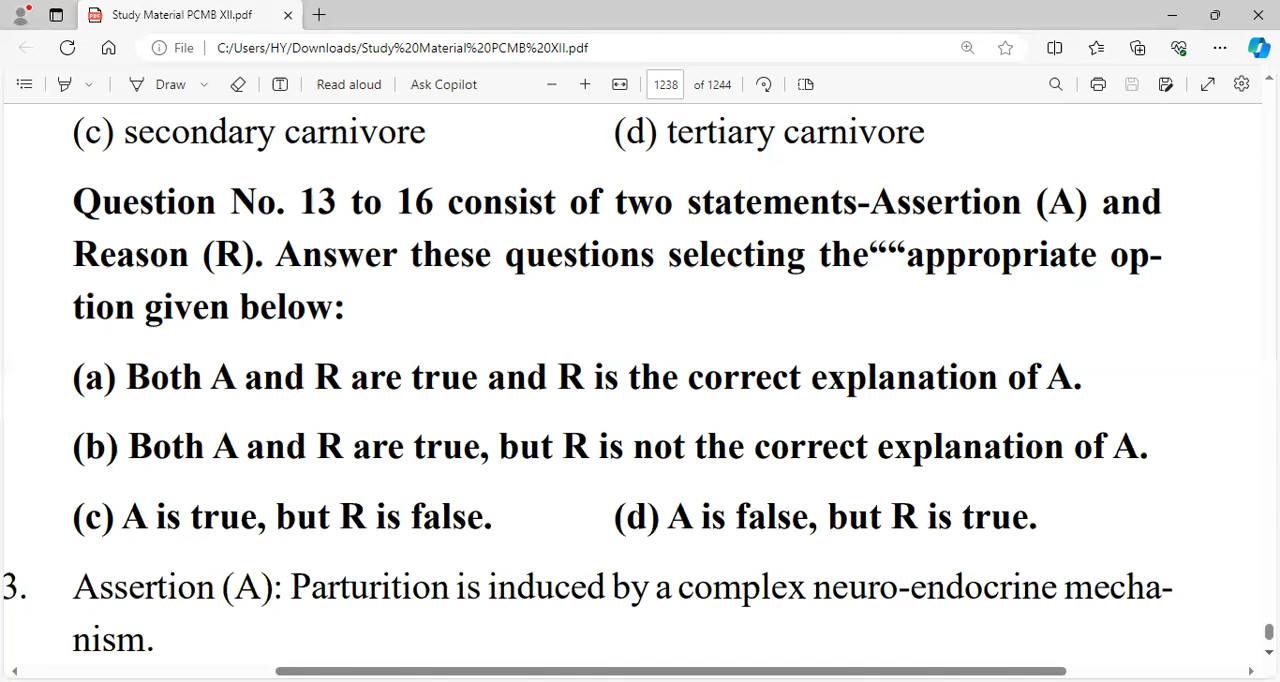 Study Material PCMB XII.pdf
File | C:/Users/HY/Downloads/Study%20Material%20PCMB%20XII.pdf
Draw Read aloud Ask Copilot 1238 of 1244
(c) secondary carnivore (d) tertiary carnivore
Question No. 13 to 16 consist of two statements-Assertion (A) and
Reason (R). Answer these questions selecting the““appropriate op-
tion given below:
(a) Both A and R are true and R is the correct explanation of A.
(b) Both A and R are true, but R is not the correct explanation of A.
(c) A is true, but R is false. (d) A is false, but R is true.
3. Assertion (A): Parturition is induced by a complex neuro-endocrine mecha-
nism.